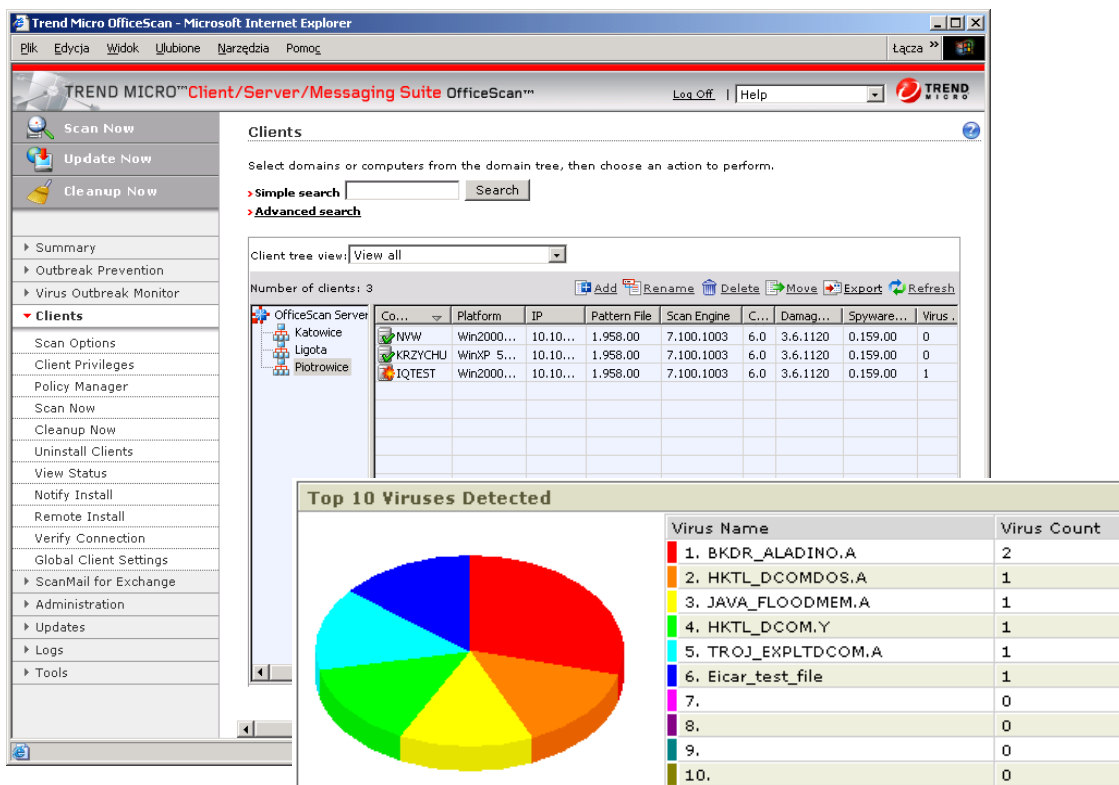 Trend Micro OfficeScan - Microsoft Internet Explorer
Plik Edycja Widok Ulubione Narzędzia Pomoc Łącza »
TREND MICRO™Client/Server/Messaging Suite OfficeScan™ Log Off | Help TREND MICRO
Scan Now
Update Now
Cleanup Now
Summary
Outbreak Prevention
Virus Outbreak Monitor
Clients
Scan Options
Client Privileges
Policy Manager
Scan Now
Cleanup Now
Uninstall Clients
View Status
Notify Install
Remote Install
Verify Connection
Global Client Settings
ScanMail for Exchange
Administration
Updates
Logs
Tools
Clients ?
Select domains or computers from the domain tree, then choose an action to perform.
Simple search Search
Advanced search
Client tree view: View all
Number of clients: 3 Add Rename Delete Move Export Refresh
OfficeScan Server
Katowice
Ligota
Piotrowice
Co... Platform IP Pattern File Scan Engine C... Damag... Spyware... Virus .
NVW Win2000... 10.10... 1.958.00 7.100.1003 6.0 3.6.1120 0.159.00 0
KRZYCHU WinXP 5... 10.10... 1.958.00 7.100.1003 6.0 3.6.1120 0.159.00 0
IQTEST Win2000... 10.10... 1.958.00 7.100.1003 6.0 3.6.1120 0.159.00 1
Top 10 Viruses Detected
Virus Name Virus Count
1. BKDR_ALADINO.A 2
2. HKTL_DCOMDOS.A 1
3. JAVA_FLOODMEM.A 1
4. HKTL_DCOM.Y 1
5. TROJ_EXPLTDCOM.A 1
6. Eicar_test_file 1
7. 0
8. 0
9. 0
10. 0